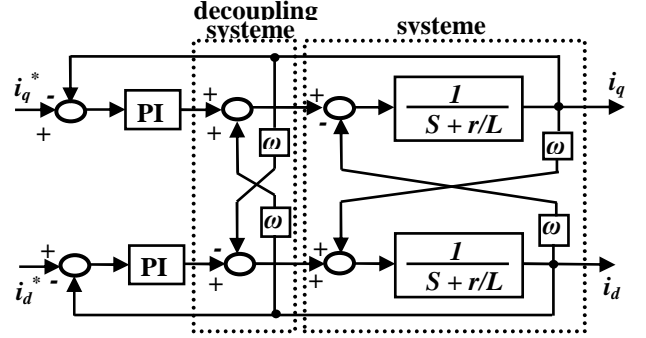 decoupling
systeme
systeme
i_q^*
-
+
PI
+
+
+
-
1
S + r/L
i_q
ω
ω
ω
ω
i_d^*
+
-
PI
-
+
+
+
1
S + r/L
i_d